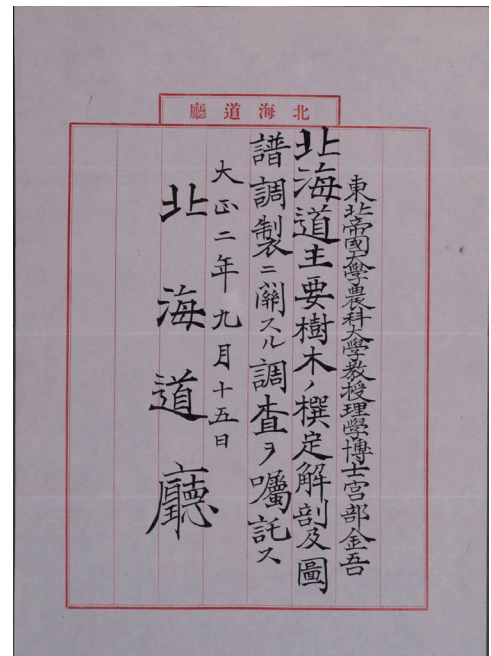 北海道廳
東北帝國大學農科大學教授理學博士宮部金吾
北海道主要樹木ノ撰定解剖及圖
譜調製ニ關スル調査ヲ囑託ス
大正二年九月十五日
北海道廳